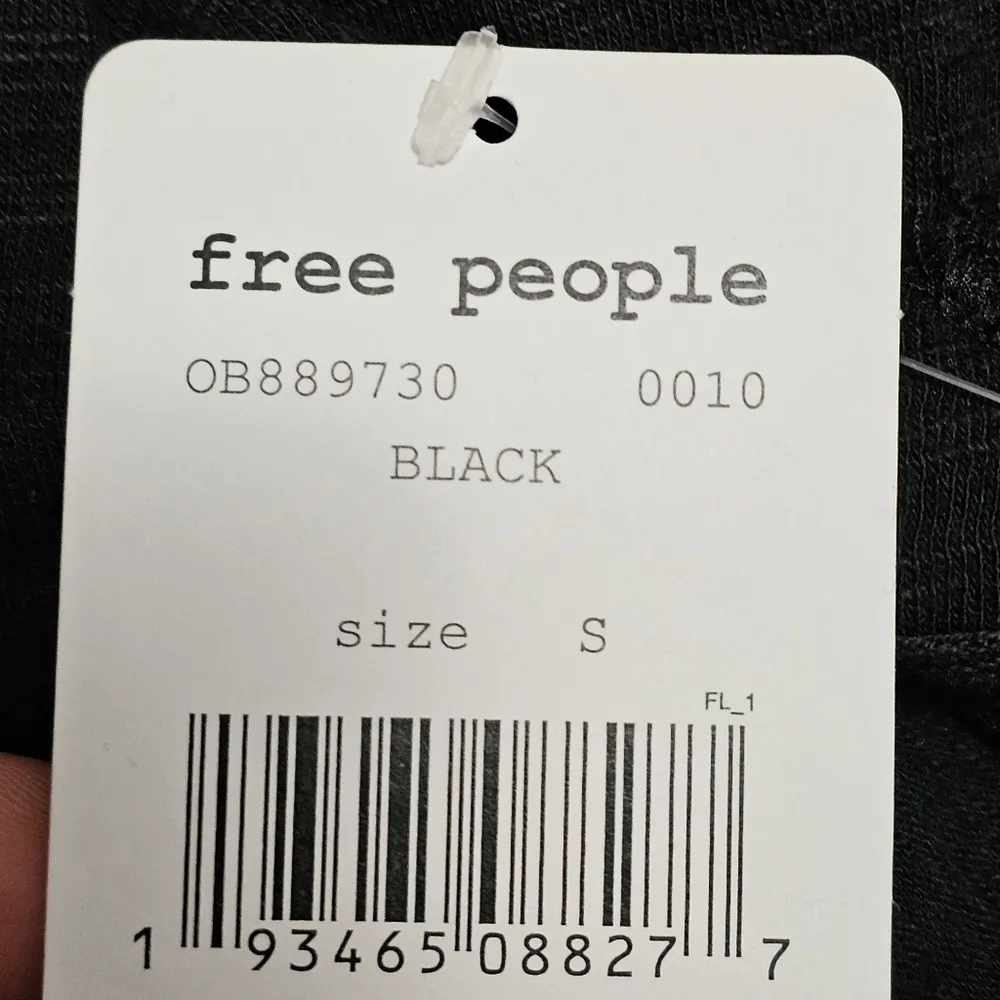 free people
OB889730 0010
BLACK
size S
FL_1
1 93465 08827 7